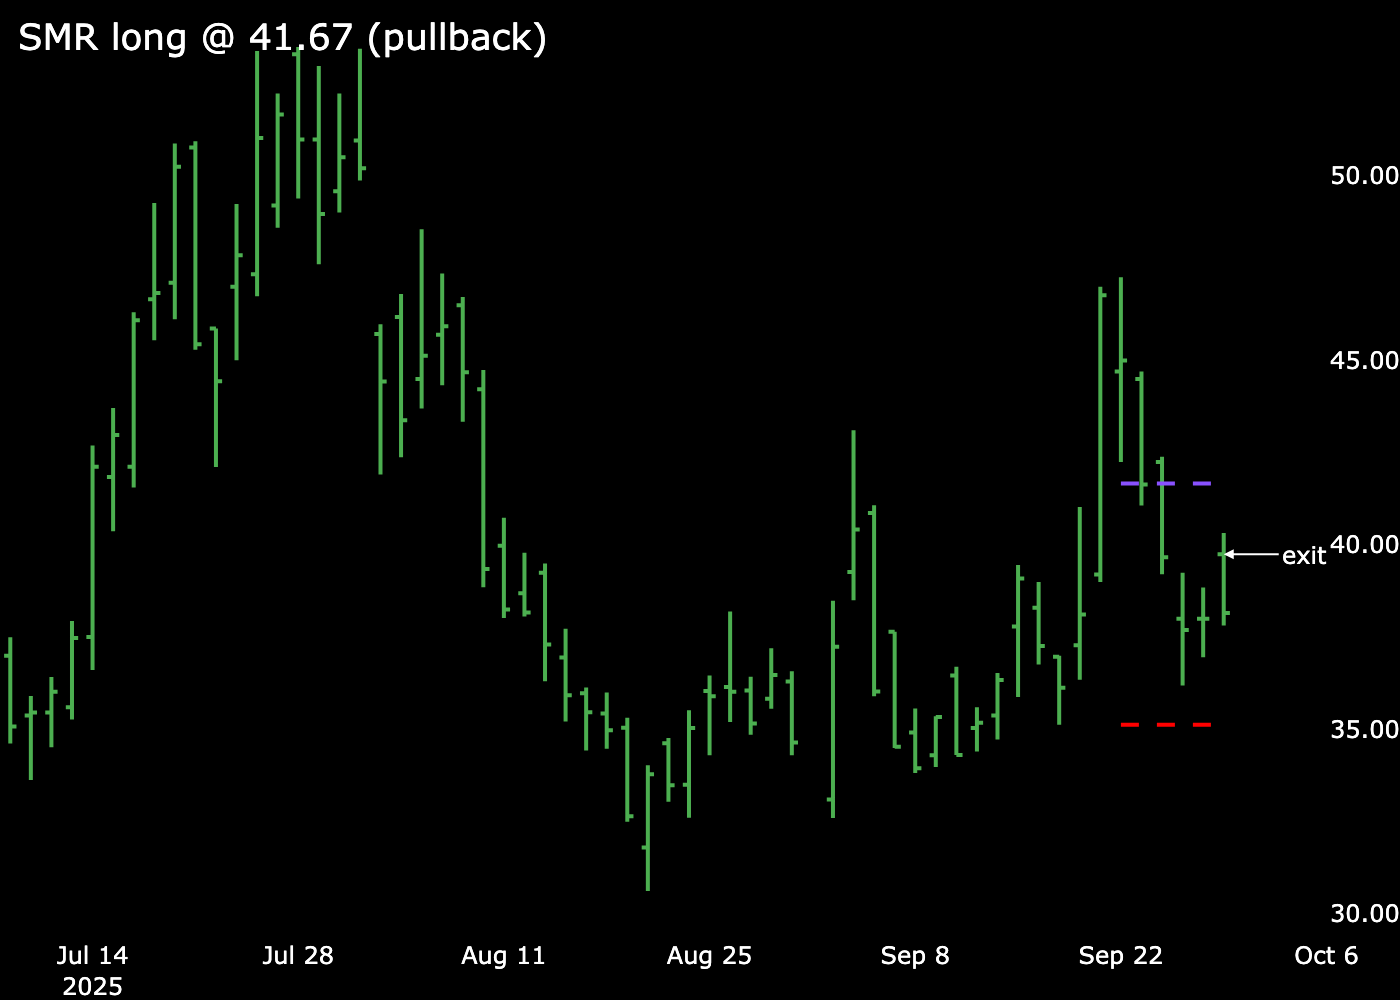 SMR long @ 41.67 (pullback)
50.00
45.00
40.00
exit
35.00
30.00
Jul 14
2025
Jul 28
Aug 11
Aug 25
Sep 8
Sep 22
Oct 6